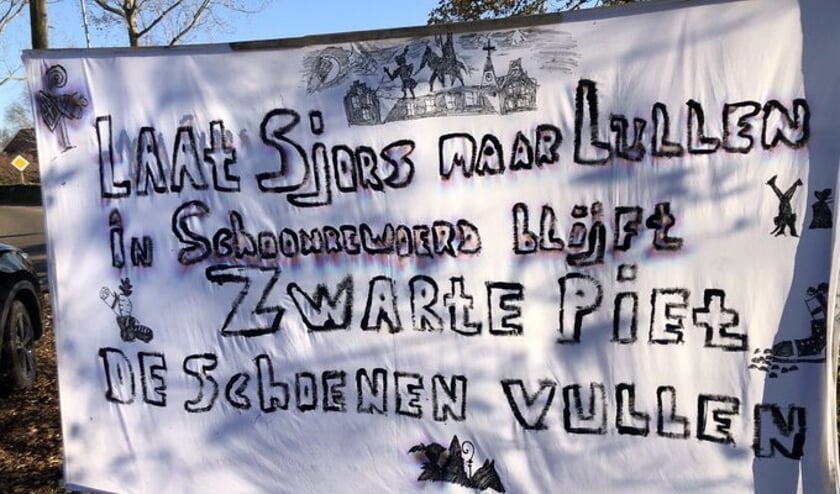 LAAT SJORS MAAR LULLEN
IN SCHOONREWOERD BLIJFT
ZWARTE PIET
DE SCHOENEN VULLEN